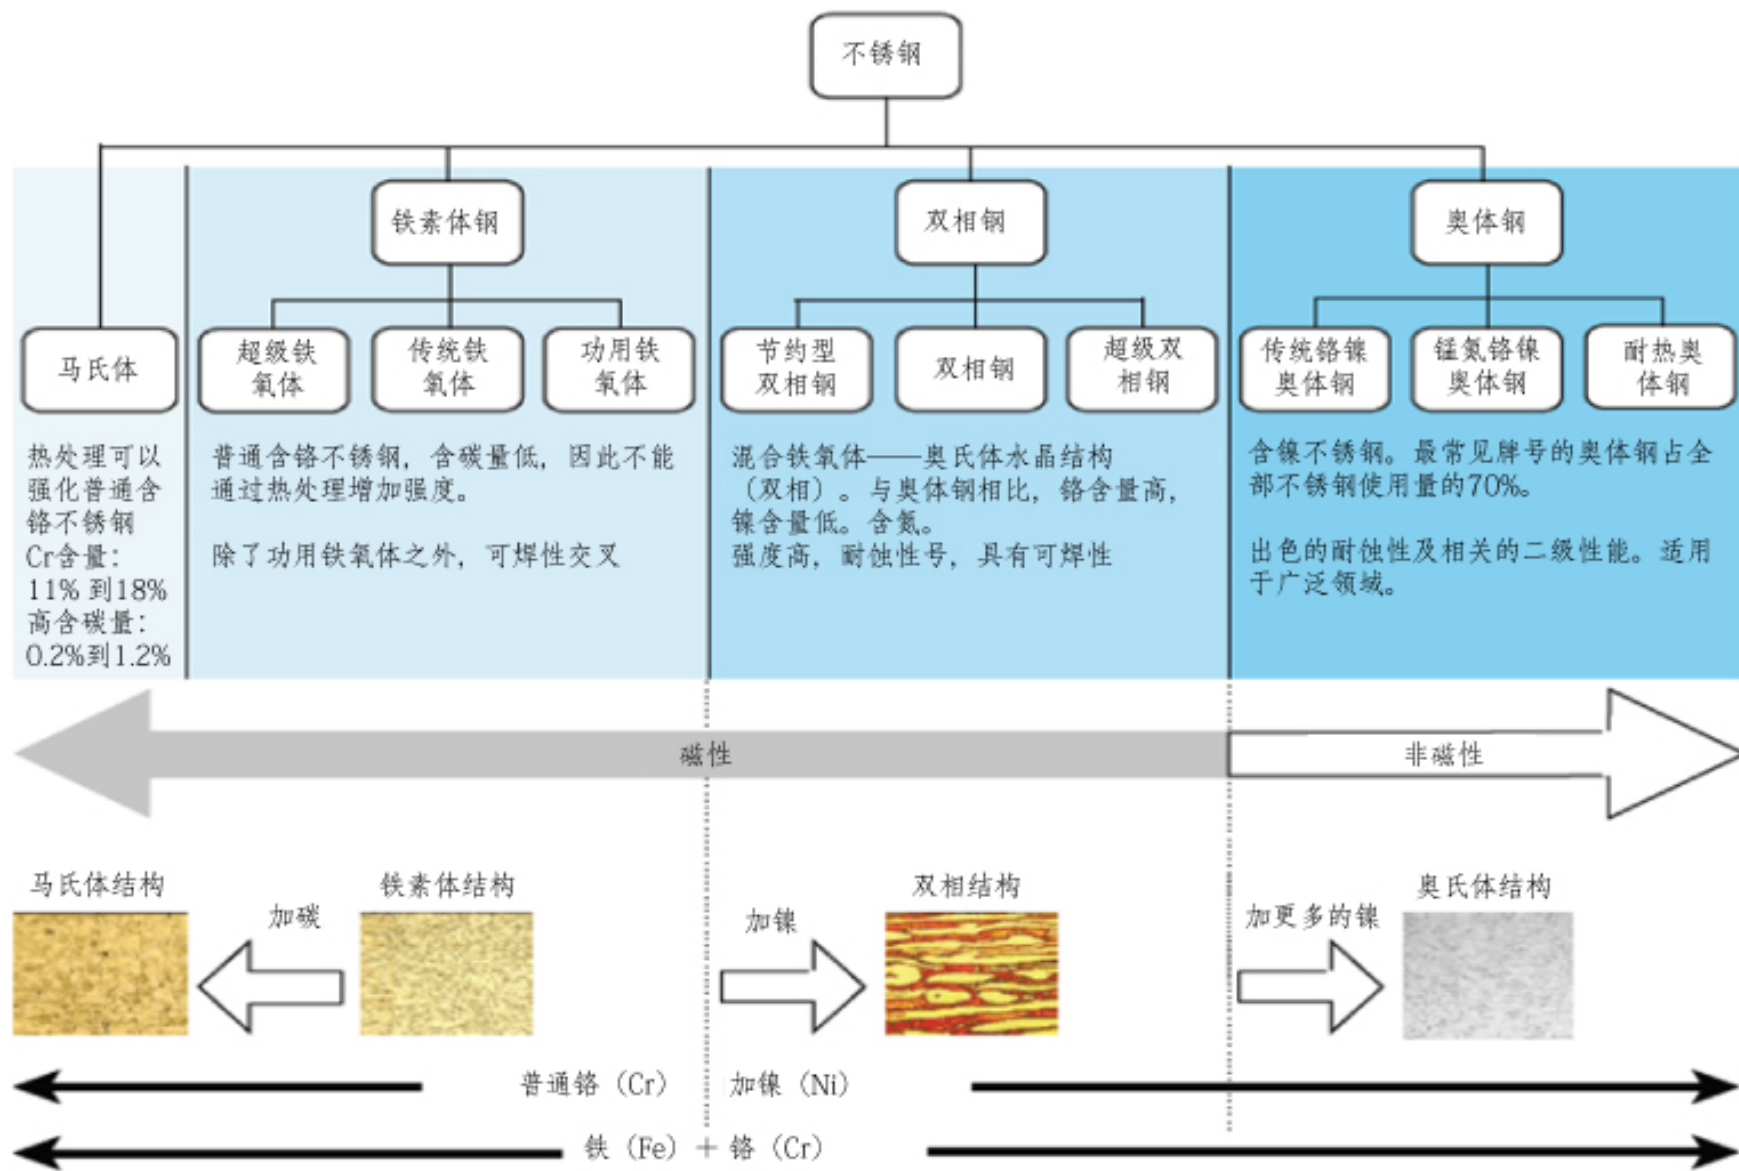 不锈钢
铁素体钢
双相钢
奥体钢
马氏体
超级铁
氧体
传统铁
氧体
功用铁
氧体
节约型
双相钢
双相钢
超级双
相钢
传统铬镍
奥体钢
锰氮铬镍
奥体钢
耐热奥
体钢
热处理可以
强化普通含
铬不锈钢
Cr含量：
11% 到18%
高含碳量：
0.2%到1.2%
普通含铬不锈钢，含碳量低，因此不能
通过热处理增加强度。
除了功用铁氧体之外，可焊性交叉
混合铁氧体——奥氏体水晶结构
（双相）。与奥体钢相比，铬含量高，
镍含量低。含氮。
强度高，耐蚀性号，具有可焊性
含镍不锈钢。最常见牌号的奥体钢占全
部不锈钢使用量的70%。
出色的耐蚀性及相关的二级性能。适用
于广泛领域。
磁性
非磁性
马氏体结构
加碳
铁素体结构
加镍
双相结构
加更多的镍
奥氏体结构
普通铬（Cr）
加镍（Ni）
铁（Fe）＋铬（Cr）